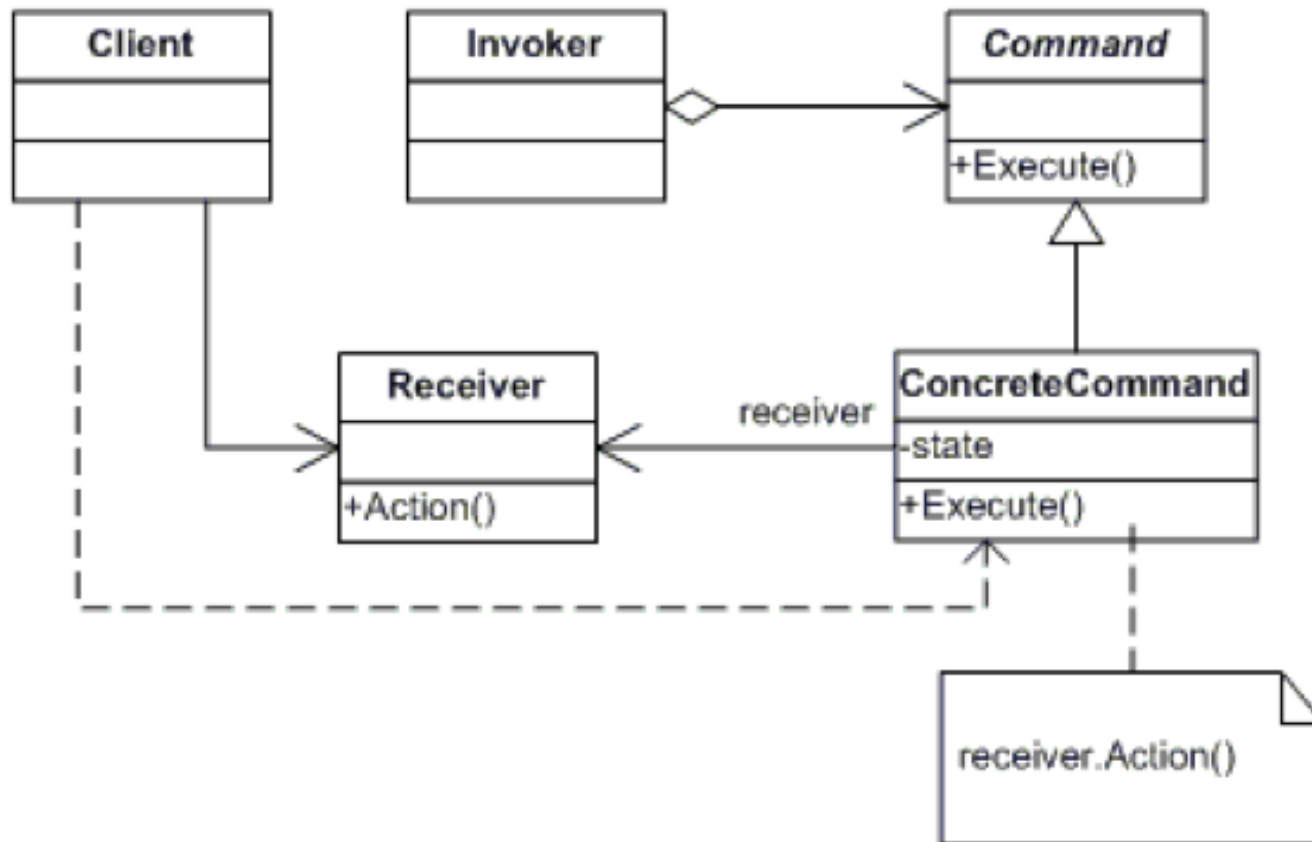 Client
Invoker
Command
+Execute()
Receiver
+Action()
receiver
ConcreteCommand
-state
+Execute()
receiver.Action()